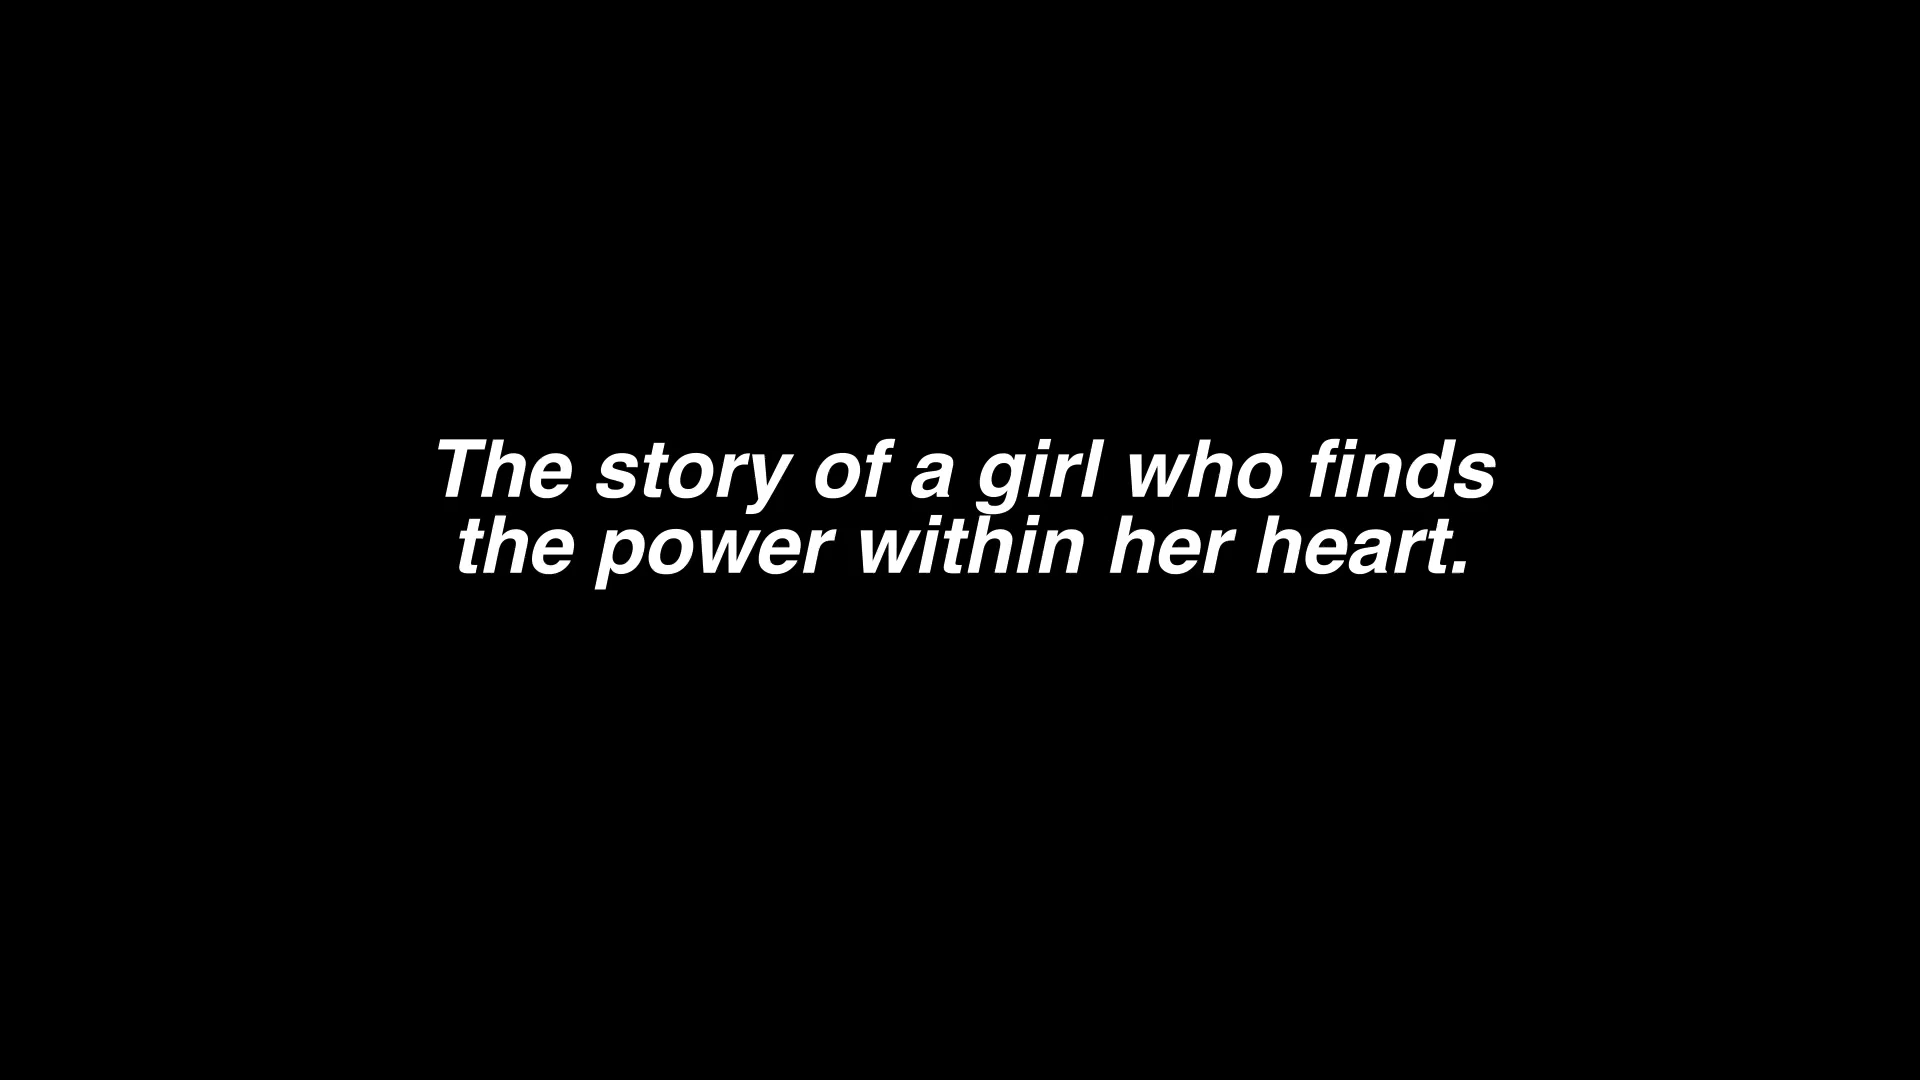 The story of a girl who finds
the power within her heart.